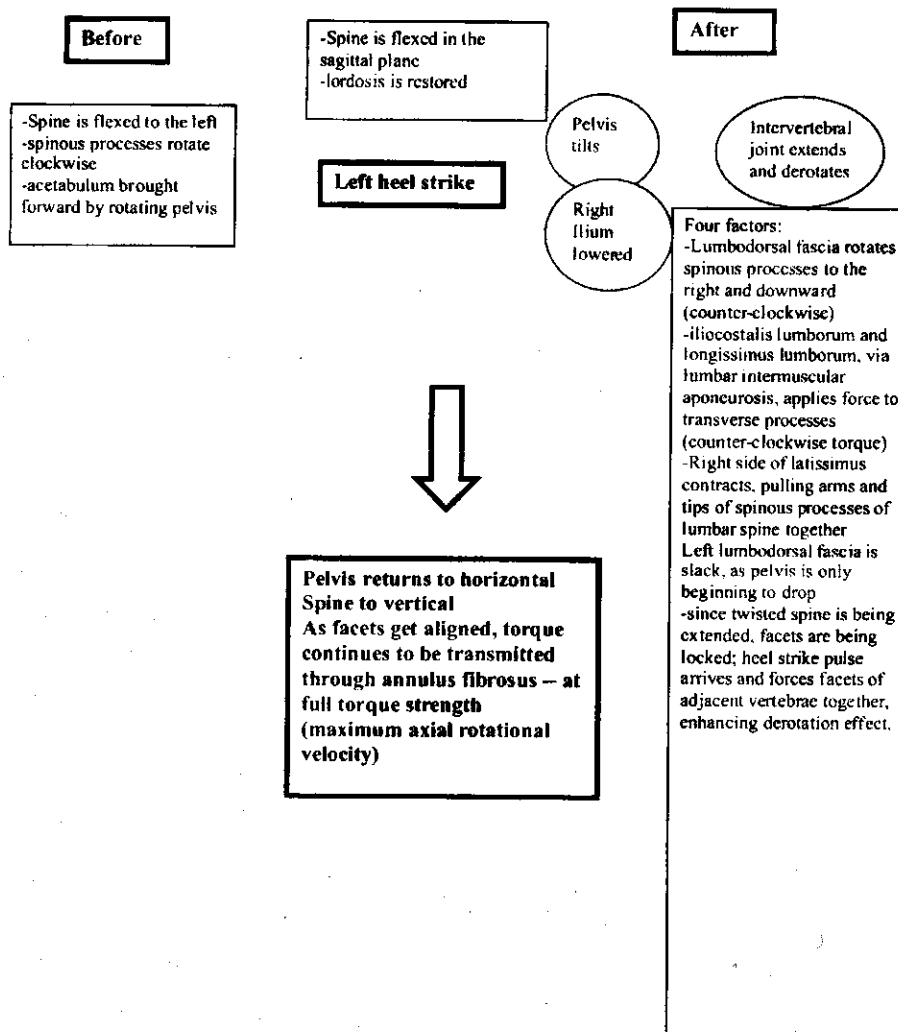 Before
-Spine is flexed in the
sagittal plane
-lordosis is restored
After
-Spine is flexed to the left
-spinous processes rotate
clockwise
-acetabulum brought
forward by rotating pelvis
Left heel strike
Pelvis
tilts
Right
Ilium
lowered
Intervertebral
joint extends
and derotates
Four factors:
-Lumbodorsal fascia rotates
spinous processes to the
right and downward
(counter-clockwise)
-iliocostalis lumborum and
longissimus lumborum, via
lumbar intermuscular
aponeurosis, applies force to
transverse processes
(counter-clockwise torque)
-Right side of latissimus
contracts, pulling arms and
tips of spinous processes of
lumbar spine together
Left lumbodorsal fascia is
slack, as pelvis is only
beginning to drop
-since twisted spine is being
extended, facets are being
locked; heel strike pulse
arrives and forces facets of
adjacent vertebrae together,
enhancing derotation effect.
Pelvis returns to horizontal
Spine to vertical
As facets get aligned, torque
continues to be transmitted
through annulus fibrosus – at
full torque strength
(maximum axial rotational
velocity)